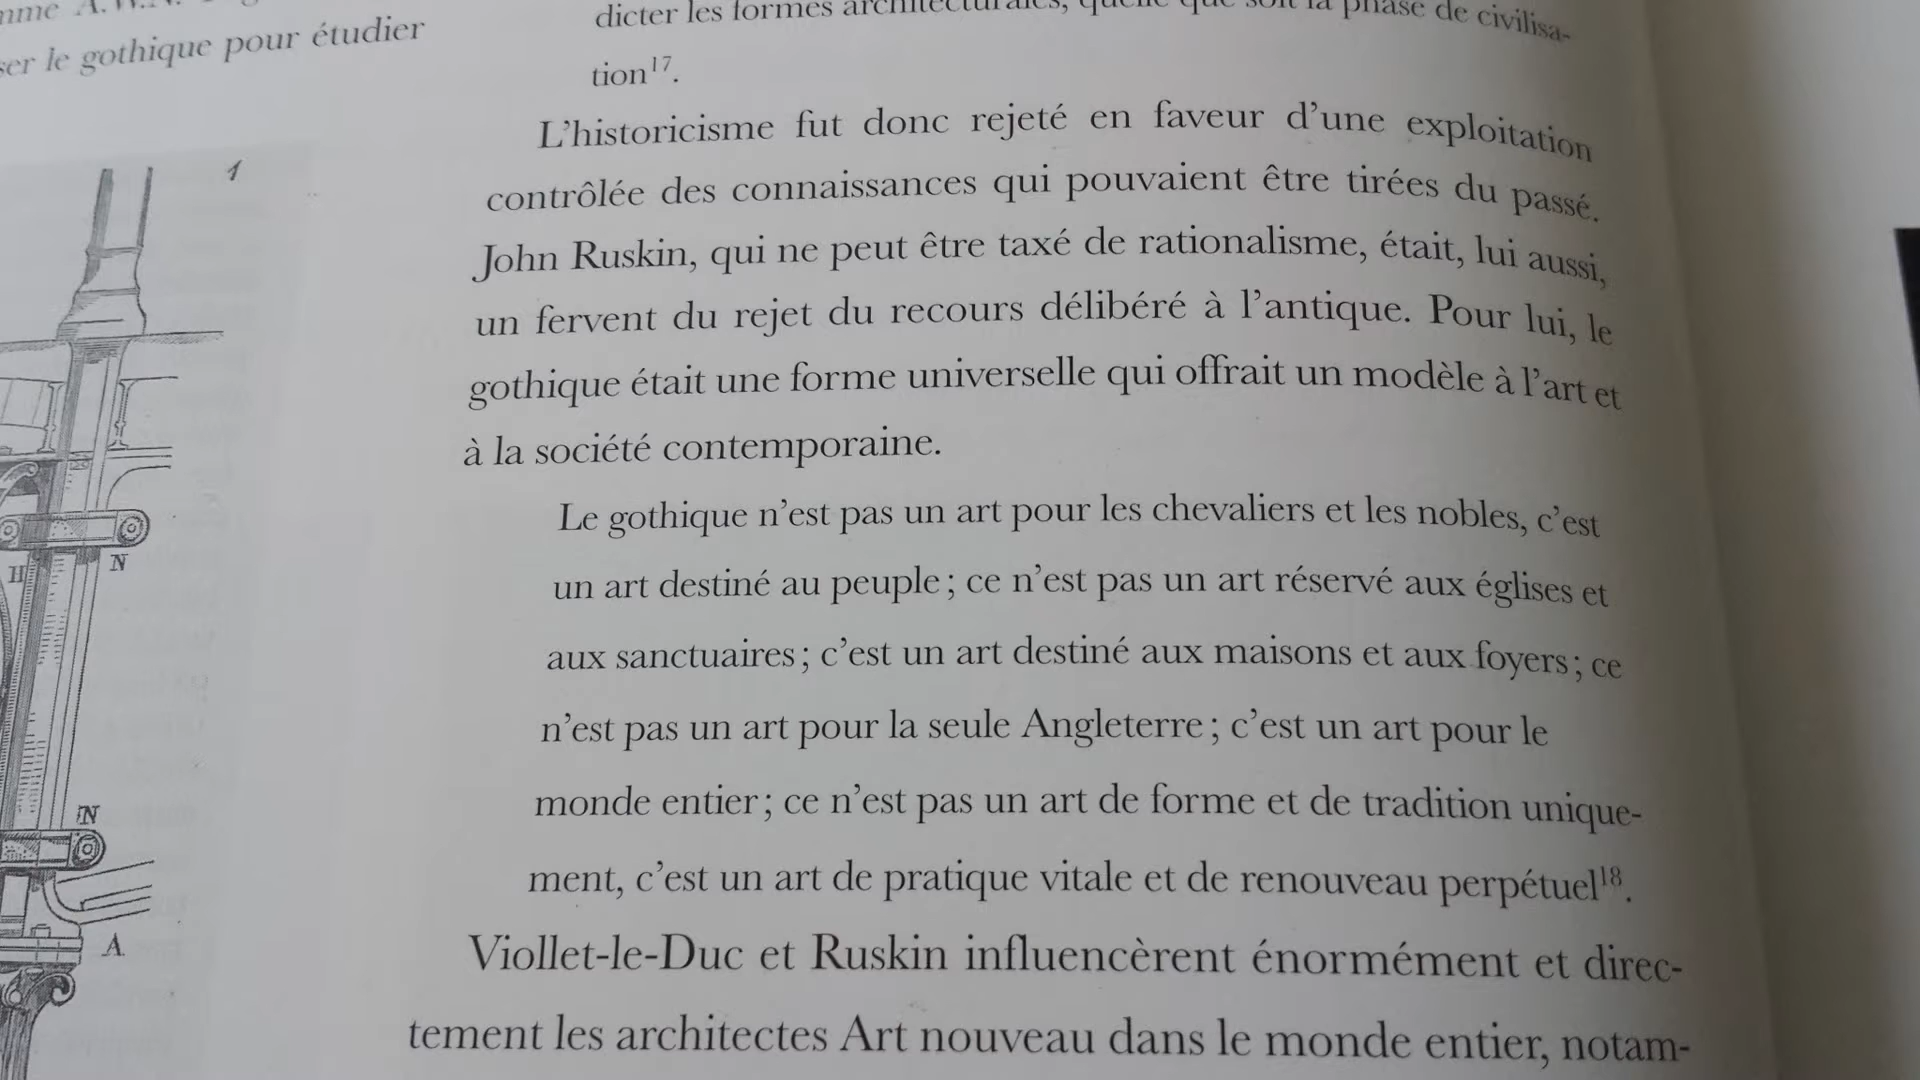 ser le gothique pour étudier
dicter les formes architecturales, quelle que soit la phase de civilisa-
tion¹⁷.
L'historicisme fut donc rejeté en faveur d'une exploitation
contrôlée des connaissances qui pouvaient être tirées du passé.
John Ruskin, qui ne peut être taxé de rationalisme, était, lui aussi,
un fervent du rejet du recours délibéré à l'antique. Pour lui, le
gothique était une forme universelle qui offrait un modèle à l'art et
à la société contemporaine.
Le gothique n'est pas un art pour les chevaliers et les nobles, c'est
un art destiné au peuple ; ce n'est pas un art réservé aux églises et
aux sanctuaires ; c'est un art destiné aux maisons et aux foyers ; ce
n'est pas un art pour la seule Angleterre ; c'est un art pour le
monde entier ; ce n'est pas un art de forme et de tradition unique-
ment, c'est un art de pratique vitale et de renouveau perpétuel¹⁸.
Viollet-le-Duc et Ruskin influencèrent énormément et direc-
tement les architectes Art nouveau dans le monde entier, notam-
1
H
N
N
A